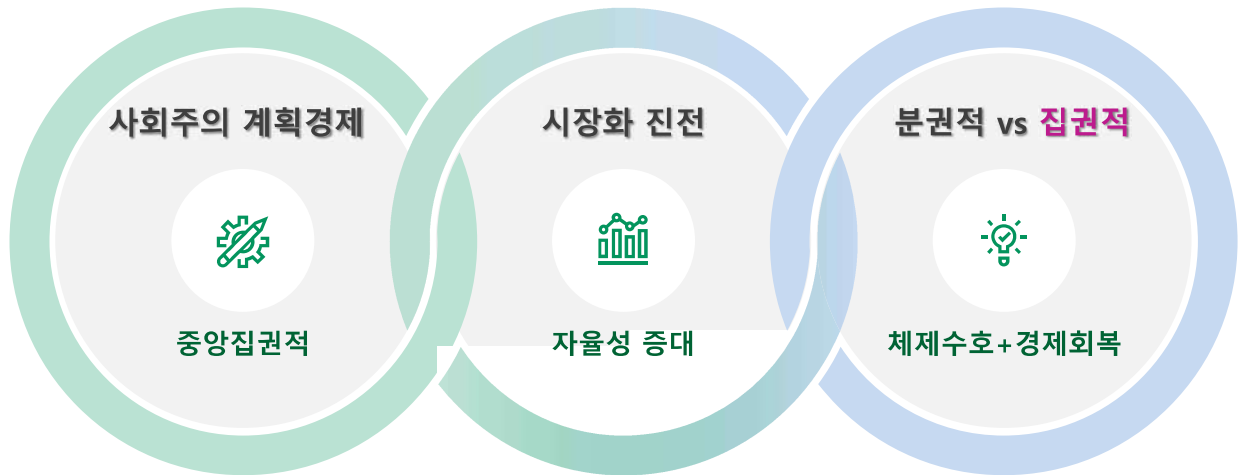 사회주의 계획경제
중앙집권적
시장화 진전
자율성 증대
분권적 vs 집권적
체제수호+경제회복